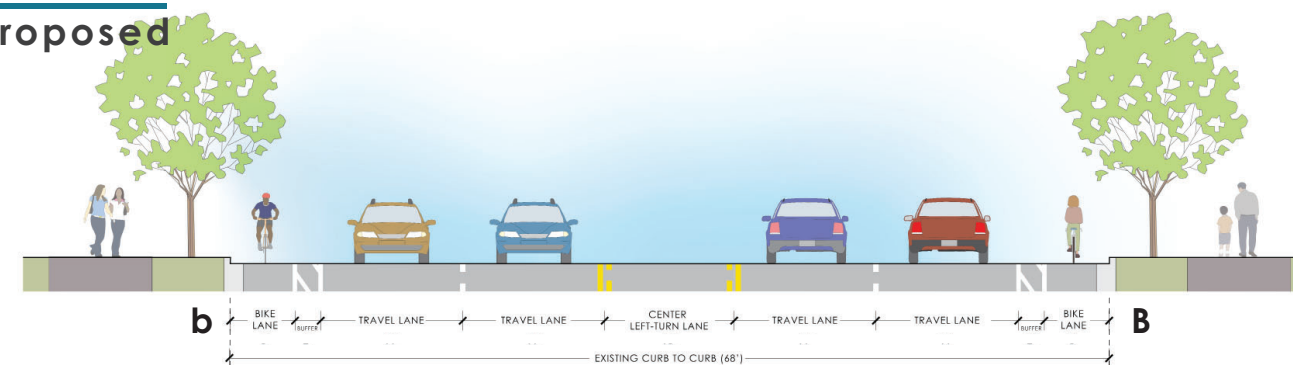 roposed
b
BIKE
LANE
BUFFER
TRAVEL LANE
TRAVEL LANE
CENTER
LEFT-TURN LANE
TRAVEL LANE
TRAVEL LANE
BUFFER
BIKE
LANE
B
EXISTING CURB TO CURB (68')